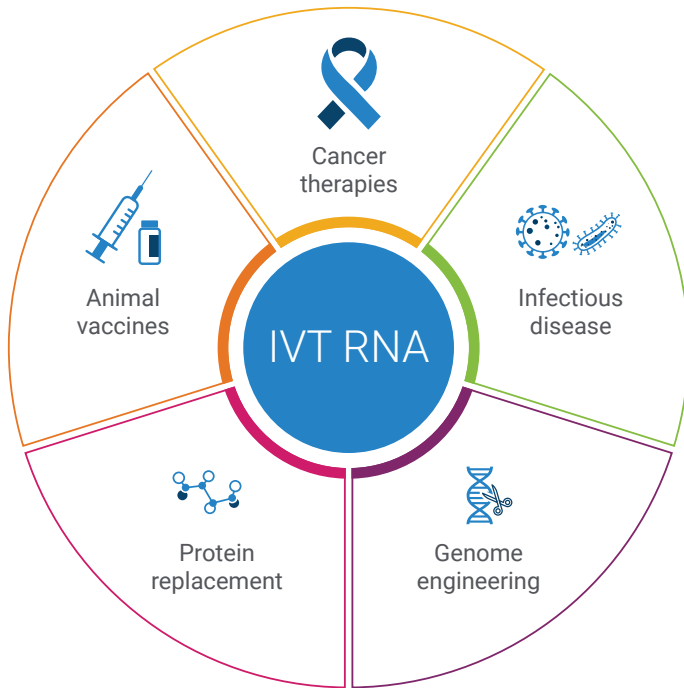 Cancer
therapies
Infectious
disease
Genome
engineering
Protein
replacement
Animal
vaccines
IVT RNA